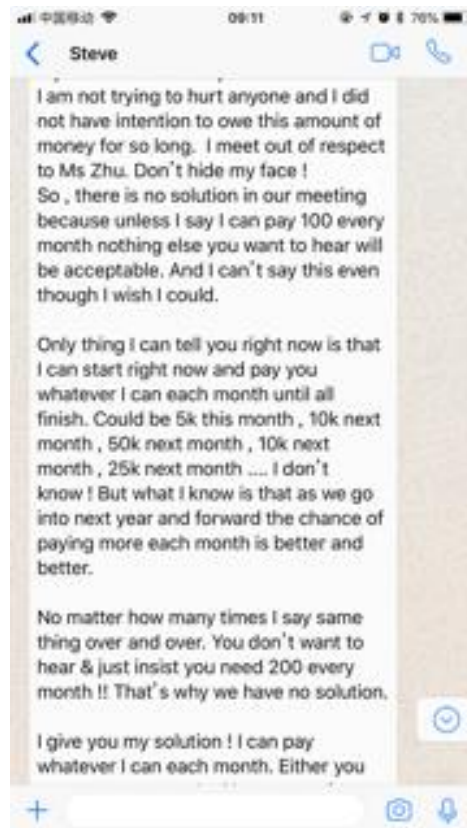 中国移动 09:11 76%
Steve
I am not trying to hurt anyone and I did
not have intention to owe this amount of
money for so long. I meet out of respect
to Ms Zhu. Don't hide my face !
So , there is no solution in our meeting
because unless I say I can pay 100 every
month nothing else you want to hear will
be acceptable. And I can't say this even
though I wish I could.
Only thing I can tell you right now is that
I can start right now and pay you
whatever I can each month until all
finish. Could be 5k this month , 10k next
month , 50k next month , 10k next
month , 25k next month .... I don't
know ! But what I know is that as we go
into next year and forward the chance of
paying more each month is better and
better.
No matter how many times I say same
thing over and over. You don't want to
hear & just insist you need 200 every
month !! That's why we have no solution.
I give you my solution ! I can pay
whatever I can each month. Either you